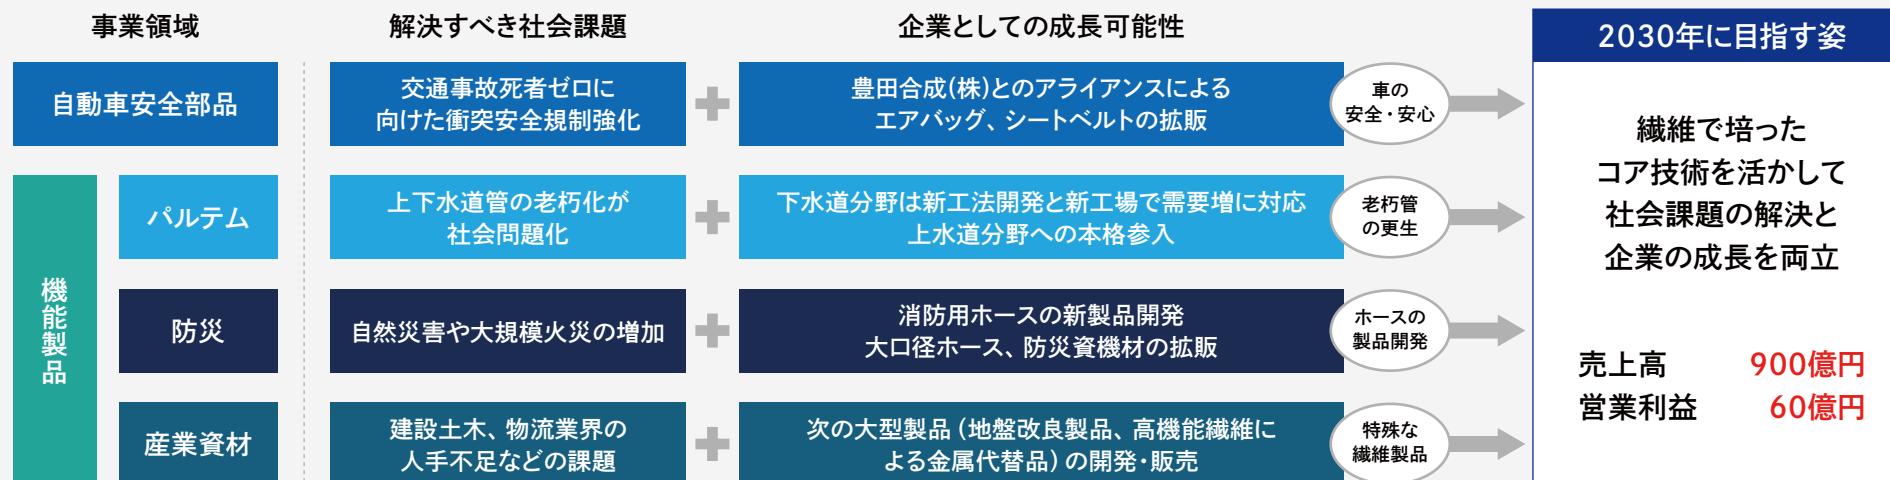 事業領域
解決すべき社会課題
企業としての成長可能性
2030年に目指す姿
自動車安全部品
交通事故死者ゼロに
向けた衝突安全規制強化
豊田合成(株)とのアライアンスによる
エアバッグ、シートベルトの拡販
車の
安全・安心
機能製品
パルテム
上下水道管の老朽化が
社会問題化
下水道分野は新工法開発と新工場で需要増に対応
上水道分野への本格参入
老朽管
の更生
防災
自然災害や大規模火災の増加
消防用ホースの新製品開発
大口径ホース、防災資機材の拡販
ホースの
製品開発
産業資材
建設土木、物流業界の
人手不足などの課題
次の大型製品（地盤改良製品、高機能繊維に
よる金属代替品）の開発・販売
特殊な
繊維製品
繊維で培った
コア技術を活かして
社会課題の解決と
企業の成長を両立
売上高 900億円
営業利益 60億円